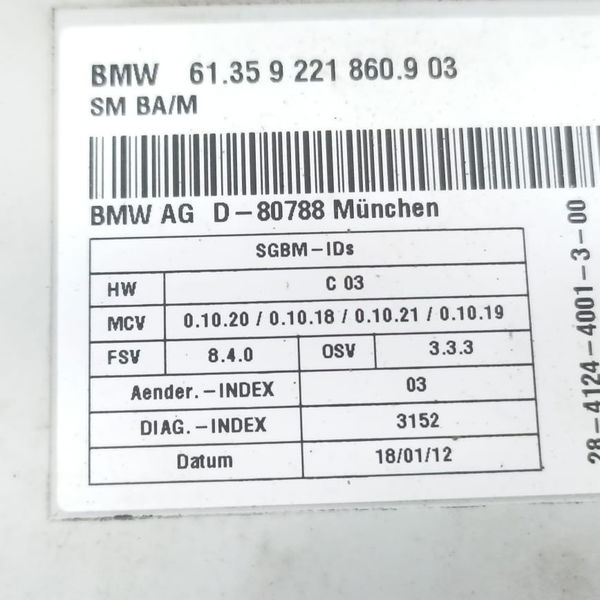 BMW 61.35 9 221 860.9 03
SM BA/M
BMW AG D-80788 München
SGBM-IDs
HW C 03
MCV 0.10.20 / 0.10.18 / 0.10.21 / 0.10.19
FSV 8.4.0 OSV 3.3.3
Aender.-INDEX 03
DIAG.-INDEX 3152
Datum 18/01/12
28-4124-4001-3-00